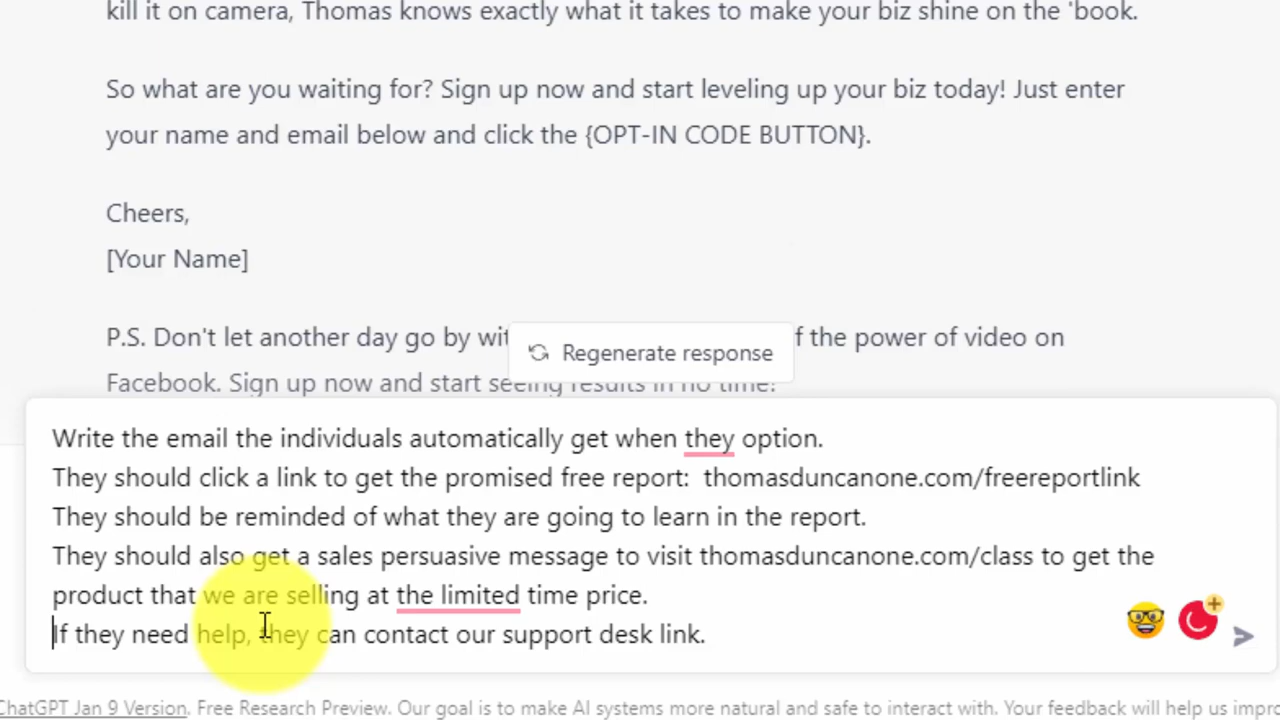 kill it on camera, Thomas knows exactly what it takes to make your biz shine on the 'book.
So what are you waiting for? Sign up now and start leveling up your biz today! Just enter
your name and email below and click the {OPT-IN CODE BUTTON}.
Cheers,
[Your Name]
P.S. Don't let another day go by wit f the power of video on
Regenerate response
Facebook. Sign up now and start seeing results in no time!
Write the email the individuals automatically get when they option.
They should click a link to get the promised free report:  thomasduncanone.com/freereportlink
They should be reminded of what they are going to learn in the report.
They should also get a sales persuasive message to visit thomasduncanone.com/class to get the
product that we are selling at the limited time price.
If they need help, they can contact our support desk link.
ChatGPT Jan 9 Version. Free Research Preview. Our goal is to make AI systems more natural and safe to interact with. Your feedback will help us impro